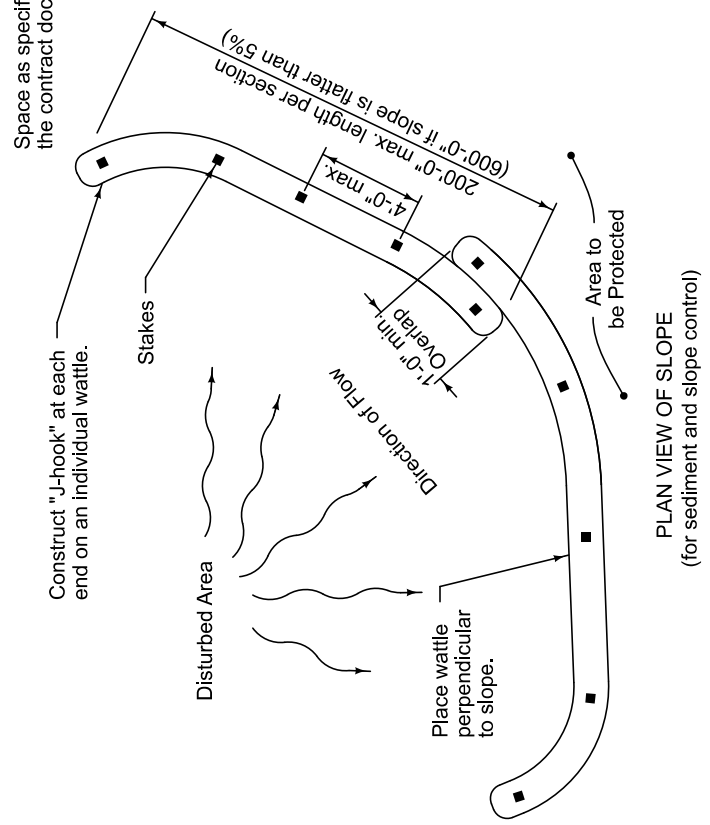 Space as specif
the contract doc
Construct "J-hook" at each
end on an individual wattle.
Stakes
200'-0" max. length per section
(600'-0" if slope is flatter than 5%)
4'-0" max.
1'-0" min.
Overlap
Area to
be Protected
Direction of Flow
Disturbed Area
Place wattle
perpendicular
to slope.
PLAN VIEW OF SLOPE
(for sediment and slope control)